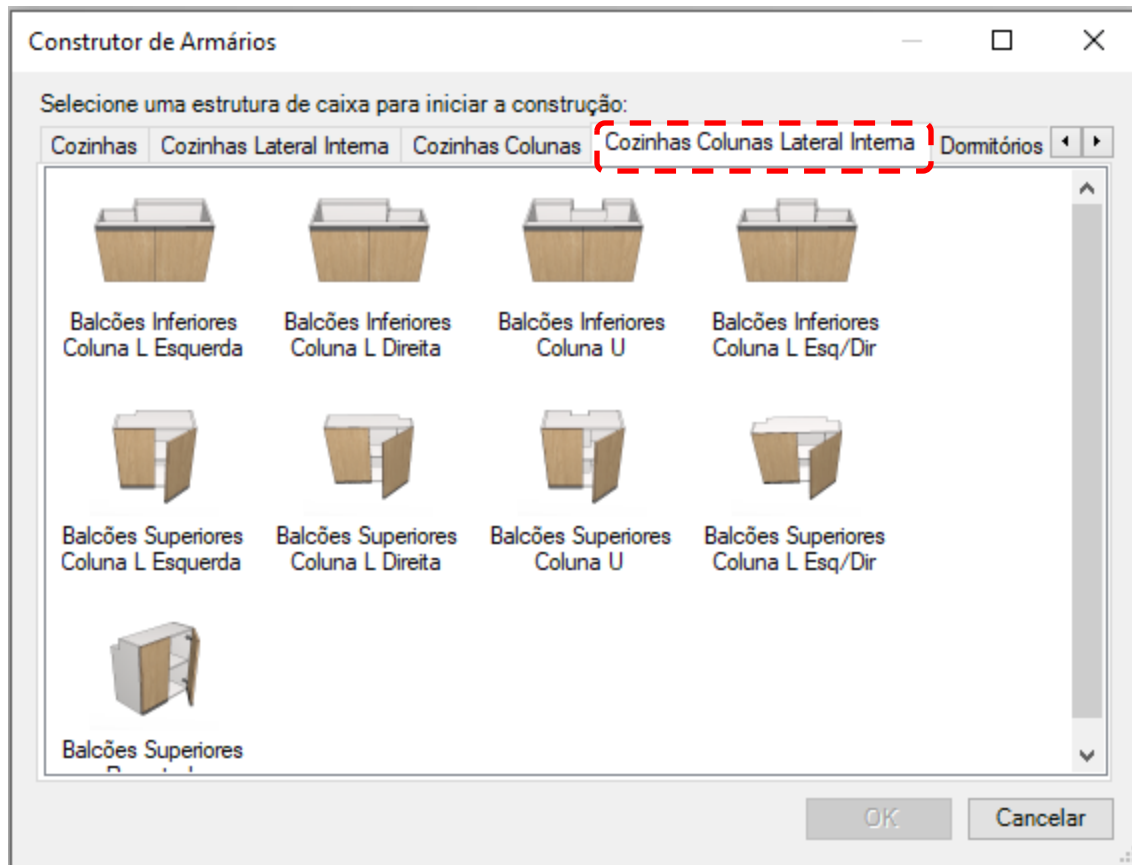 Construtor de Armários
Selecione uma estrutura de caixa para iniciar a construção:
Cozinhas Cozinhas Lateral Interna Cozinhas Colunas Cozinhas Colunas Lateral Interna Dormitórios
Balcões Inferiores
Coluna L Esquerda
Balcões Inferiores
Coluna L Direita
Balcões Inferiores
Coluna U
Balcões Inferiores
Coluna L Esq/Dir
Balcões Superiores
Coluna L Esquerda
Balcões Superiores
Coluna L Direita
Balcões Superiores
Coluna U
Balcões Superiores
Coluna L Esq/Dir
Balcões Superiores
OK Cancelar